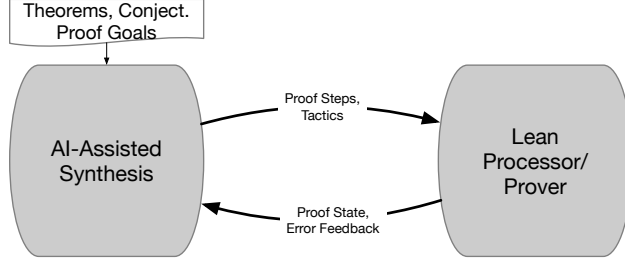 Theorems, Conject.
Proof Goals
AI-Assisted
Synthesis
Proof Steps,
Tactics
Lean
Processor/
Prover
Proof State,
Error Feedback